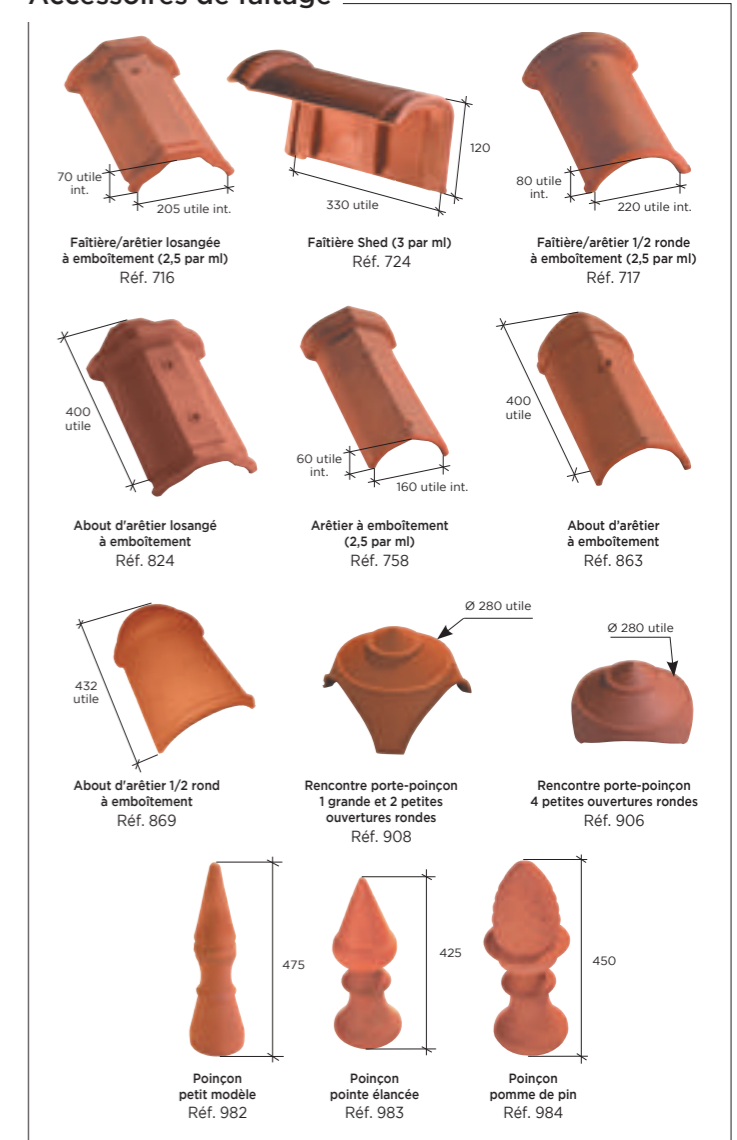 Accessoires de faîtage
70 utile
int.
205 utile int.
Faîtière/arêtier losangée
à emboîtement (2,5 par ml)
Réf. 716
120
330 utile
Faîtière Shed (3 par ml)
Réf. 724
80 utile
int.
220 utile int.
Faîtière/arêtier 1/2 ronde
à emboîtement (2,5 par ml)
Réf. 717
400
utile
About d'arêtier losangé
à emboîtement
Réf. 824
60 utile
int.
160 utile int.
Arêtier à emboîtement
(2,5 par ml)
Réf. 758
400
utile
About d'arêtier
à emboîtement
Réf. 863
432
utile
About d'arêtier 1/2 rond
à emboîtement
Réf. 869
Ø 280 utile
Rencontre porte-poinçon
1 grande et 2 petites
ouvertures rondes
Réf. 908
Ø 280 utile
Rencontre porte-poinçon
4 petites ouvertures rondes
Réf. 906
475
Poinçon
petit modèle
Réf. 982
425
Poinçon
pointe élancée
Réf. 983
450
Poinçon
pomme de pin
Réf. 984